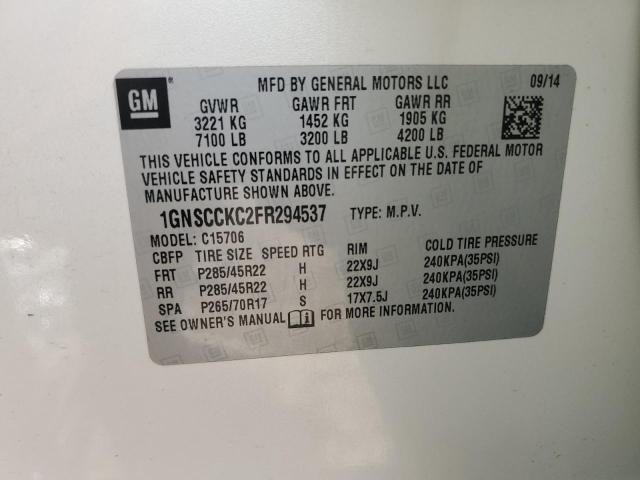 GM
MFD BY GENERAL MOTORS LLC 09/14
GVWR GAWR FRT GAWR RR
3221 KG 1452 KG 1905 KG
7100 LB 3200 LB 4200 LB
THIS VEHICLE CONFORMS TO ALL APPLICABLE U.S. FEDERAL MOTOR
VEHICLE SAFETY STANDARDS IN EFFECT ON THE DATE OF
MANUFACTURE SHOWN ABOVE.
1GNSCCKC2FR294537 TYPE: M.P.V.
MODEL: C15706
CBFP TIRE SIZE SPEED RTG RIM COLD TIRE PRESSURE
FRT P285/45R22 H 22X9J 240KPA(35PSI)
RR P285/45R22 H 22X9J 240KPA(35PSI)
SPA P265/70R17 S 17X7.5J 240KPA(35PSI)
SEE OWNER'S MANUAL FOR MORE INFORMATION.